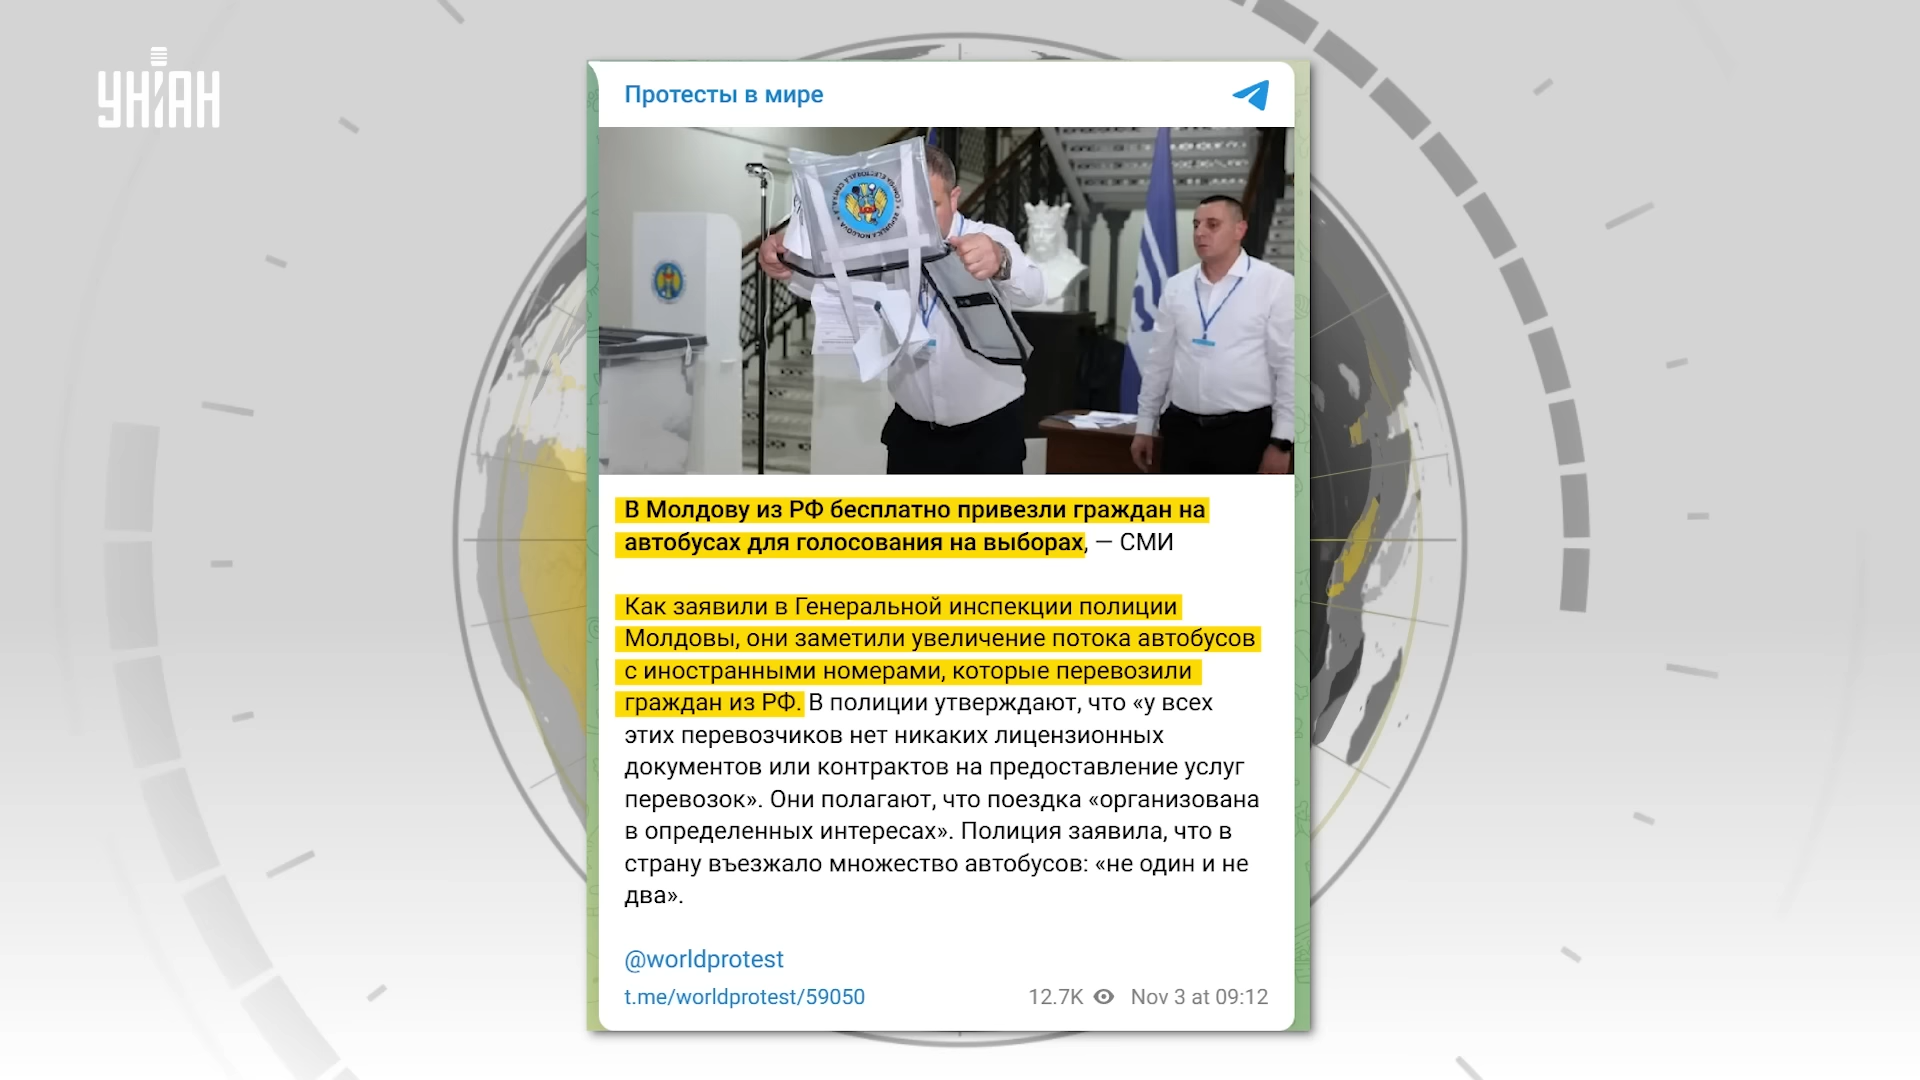 УНІАН
Протесты в мире
В Молдову из РФ бесплатно привезли граждан на
автобусах для голосования на выборах, — СМИ
Как заявили в Генеральной инспекции полиции
Молдовы, они заметили увеличение потока автобусов
с иностранными номерами, которые перевозили
граждан из РФ. В полиции утверждают, что «у всех
этих перевозчиков нет никаких лицензионных
документов или контрактов на предоставление услуг
перевозок». Они полагают, что поездка «организована
в определенных интересах». Полиция заявила, что в
страну въезжало множество автобусов: «не один и не
два».
@worldprotest
t.me/worldprotest/59050
12.7K Nov 3 at 09:12